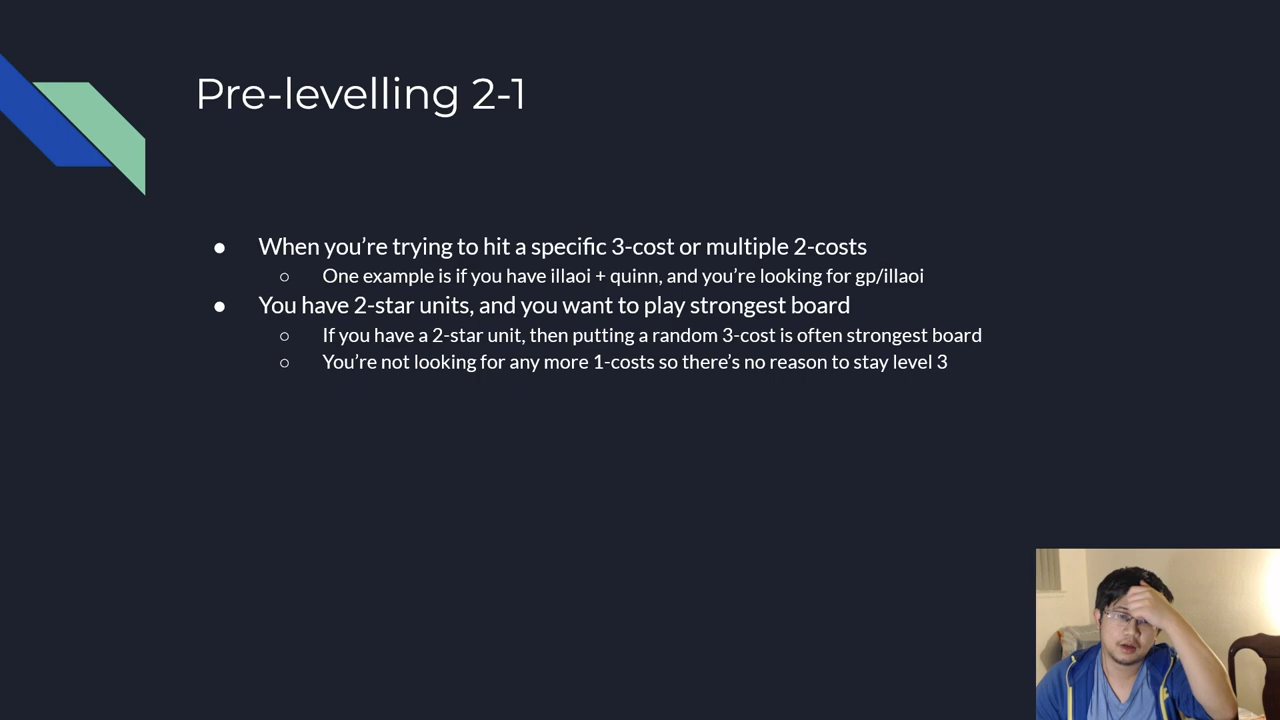 Pre-levelling 2-1
● When you’re trying to hit a specific 3-cost or multiple 2-costs
○ One example is if you have illaoi + quinn, and you’re looking for gp/illaoi
● You have 2-star units, and you want to play strongest board
○ If you have a 2-star unit, then putting a random 3-cost is often strongest board
○ You’re not looking for any more 1-costs so there’s no reason to stay level 3